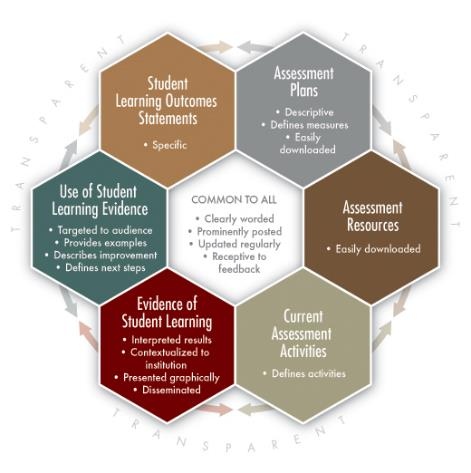 TRANSPARENT
TRANSPARENT
Student
Learning Outcomes
Statements
• Specific
Assessment
Plans
• Descriptive
• Defines measures
• Easily
downloaded
Use of Student
Learning Evidence
• Targeted to audience
• Provides examples
• Describes improvement
• Defines next steps
COMMON TO ALL
• Clearly worded
• Prominently posted
• Updated regularly
• Receptive to
feedback
Assessment
Resources
• Easily downloaded
Evidence of
Student Learning
• Interpreted results
• Contextualized to
institution
• Presented graphically
• Disseminated
Current
Assessment
Activities
• Defines activities
TRANSPARENT